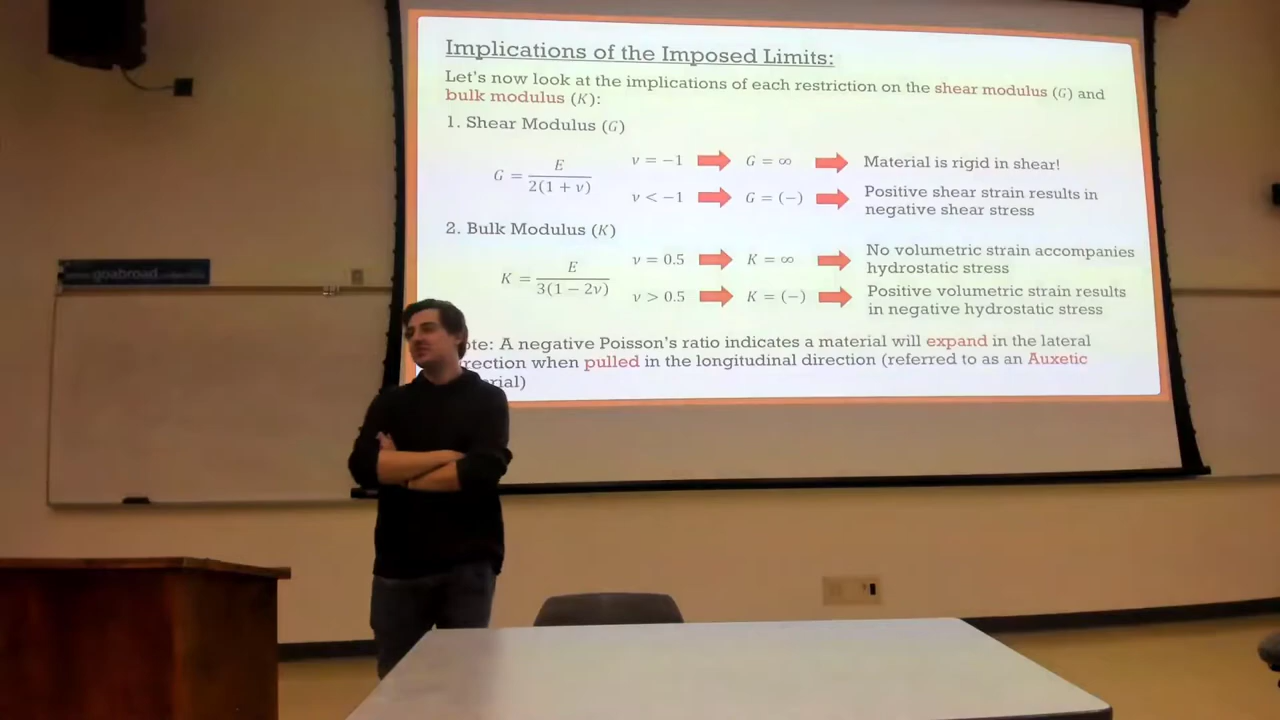 Implications of the Imposed Limits:
Let's now look at the implications of each restriction on the shear modulus (G) and
bulk modulus (K):
1. Shear Modulus (G)
G = E / 2(1 + ν)
ν = −1 G = ∞ Material is rigid in shear!
ν < −1 G = (−) Positive shear strain results in
negative shear stress
2. Bulk Modulus (K)
K = E / 3(1 − 2ν)
ν = 0.5 K = ∞ No volumetric strain accompanies
hydrostatic stress
ν > 0.5 K = (−) Positive volumetric strain results
in negative hydrostatic stress
A negative Poisson's ratio indicates a material will expand in the lateral
when pulled in the longitudinal direction (referred to as an Auxetic
goabroad